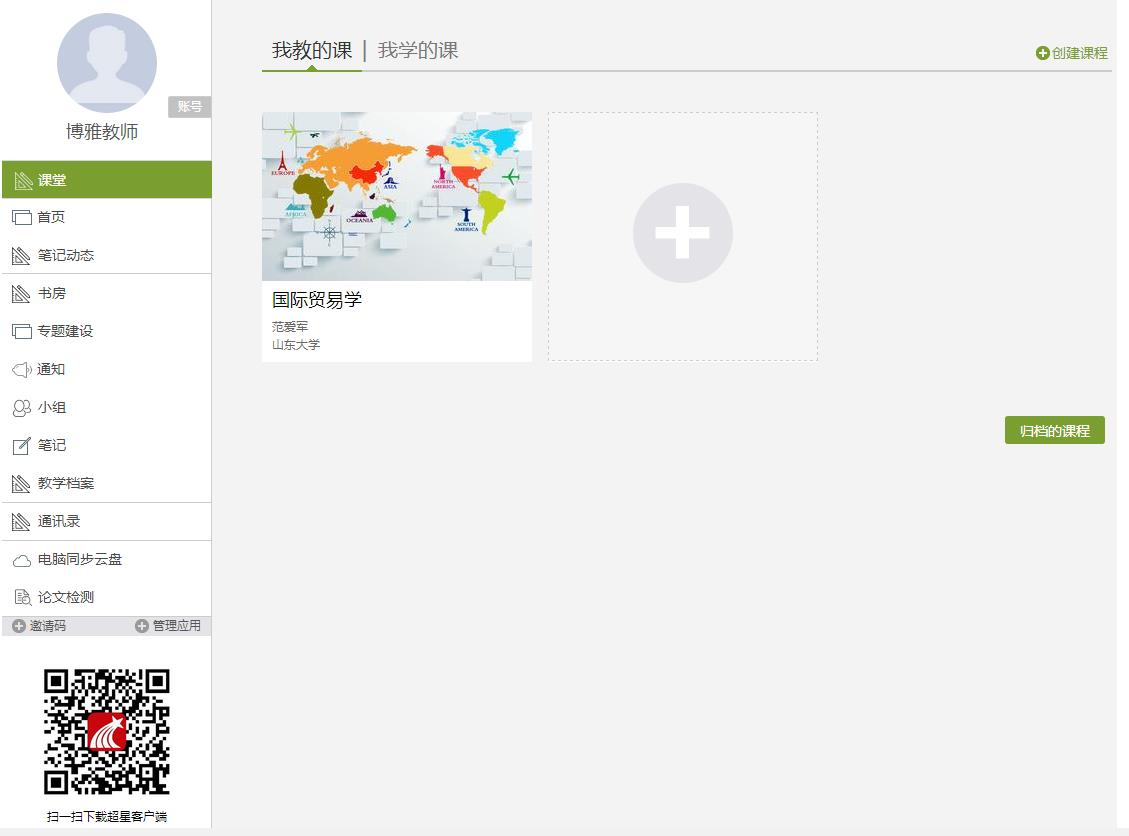 账号
博雅教师
课堂
首页
笔记动态
书房
专题建设
通知
小组
笔记
教学档案
通讯录
电脑同步云盘
论文检测
邀请码 管理应用
扫一扫下载超星客户端
我教的课 | 我学的课
创建课程
EUROPE
ASIA
AFRICA
OCEANIA
NORTH
AMERICA
SOUTH
AMERICA
国际贸易学
范爱军
山东大学
归档的课程